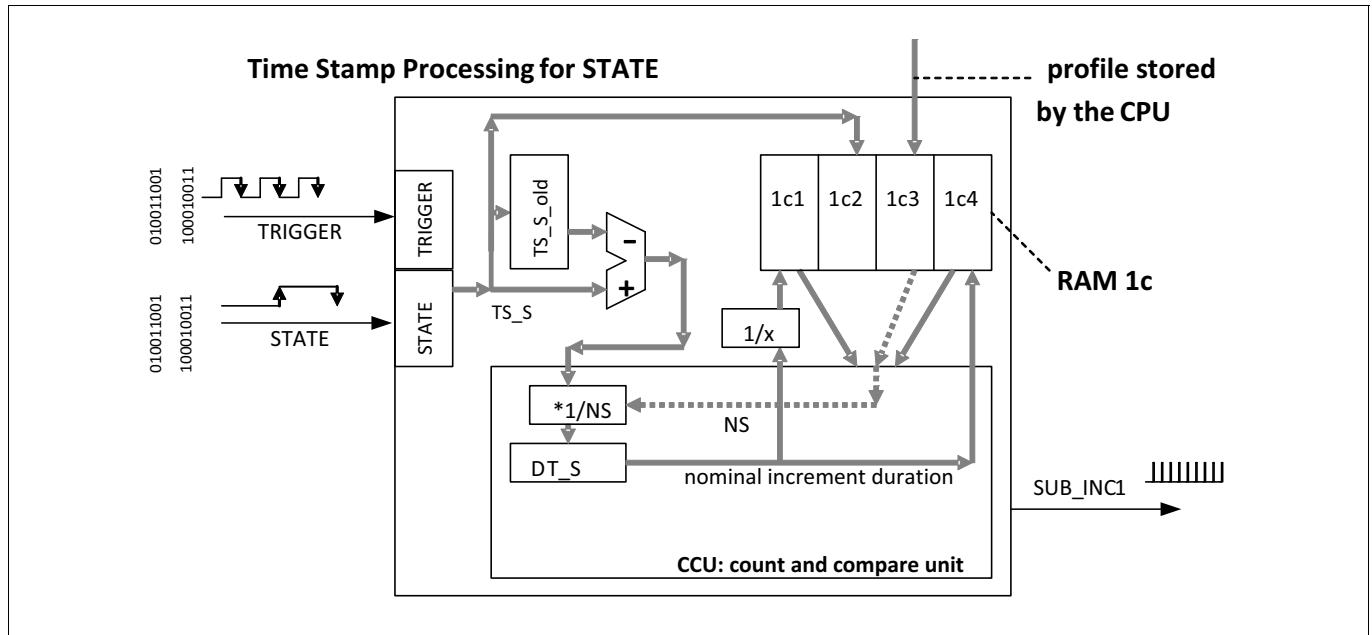 Time Stamp Processing for STATE
profile stored
by the CPU
010011001
100010011
TRIGGER
TRIGGER
TS_S_old
-
+
1c1
1c2
1c3
1c4
RAM 1c
010011001
100010011
STATE
STATE
TS_S
1/x
*1/NS
NS
DT_S
nominal increment duration
SUB_INC1
CCU: count and compare unit